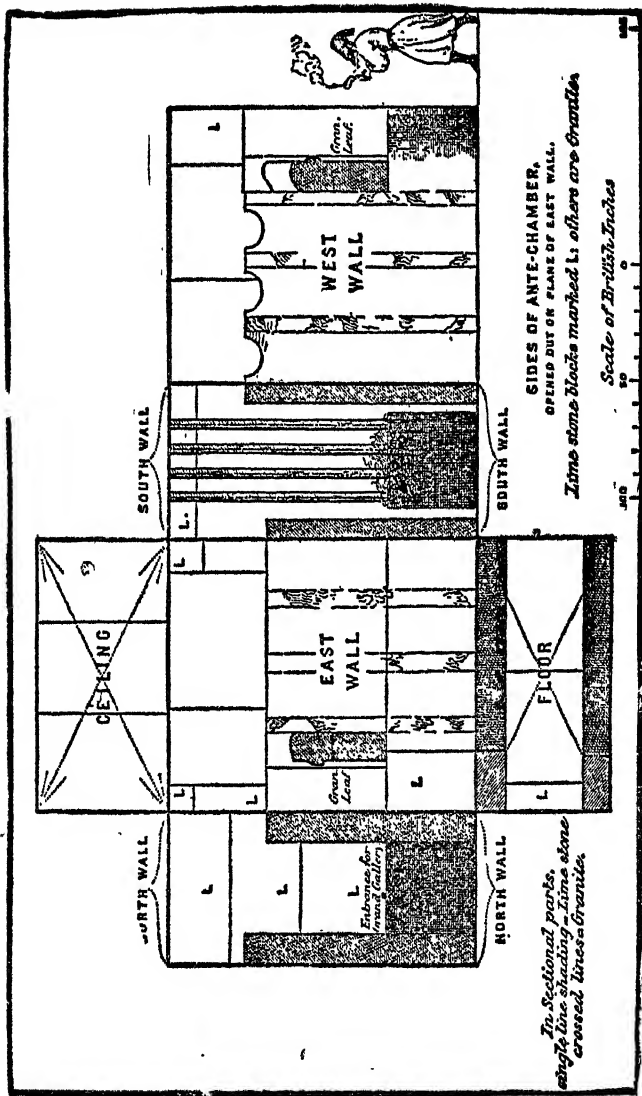 CEILING
ORTH WALL
SOUTH WALL
L
L
L.
L
L
L
L
EAST
WALL
WEST
WALL
Gran.
Leaf
Gran.
Leaf.
L
Entrance for
Grand Gallery
L
NORTH WALL
SOUTH WALL
L
FLOOR
In Sectional parts,
single line shading = Lime stone
crossed lines = Granite.
SIDES OF ANTE-CHAMBER,
OPENED OUT ON PLANE OF EAST WALL.
Lime stone blocks marked L: others are Granite.
Scale of British Inches
100 50 0 100